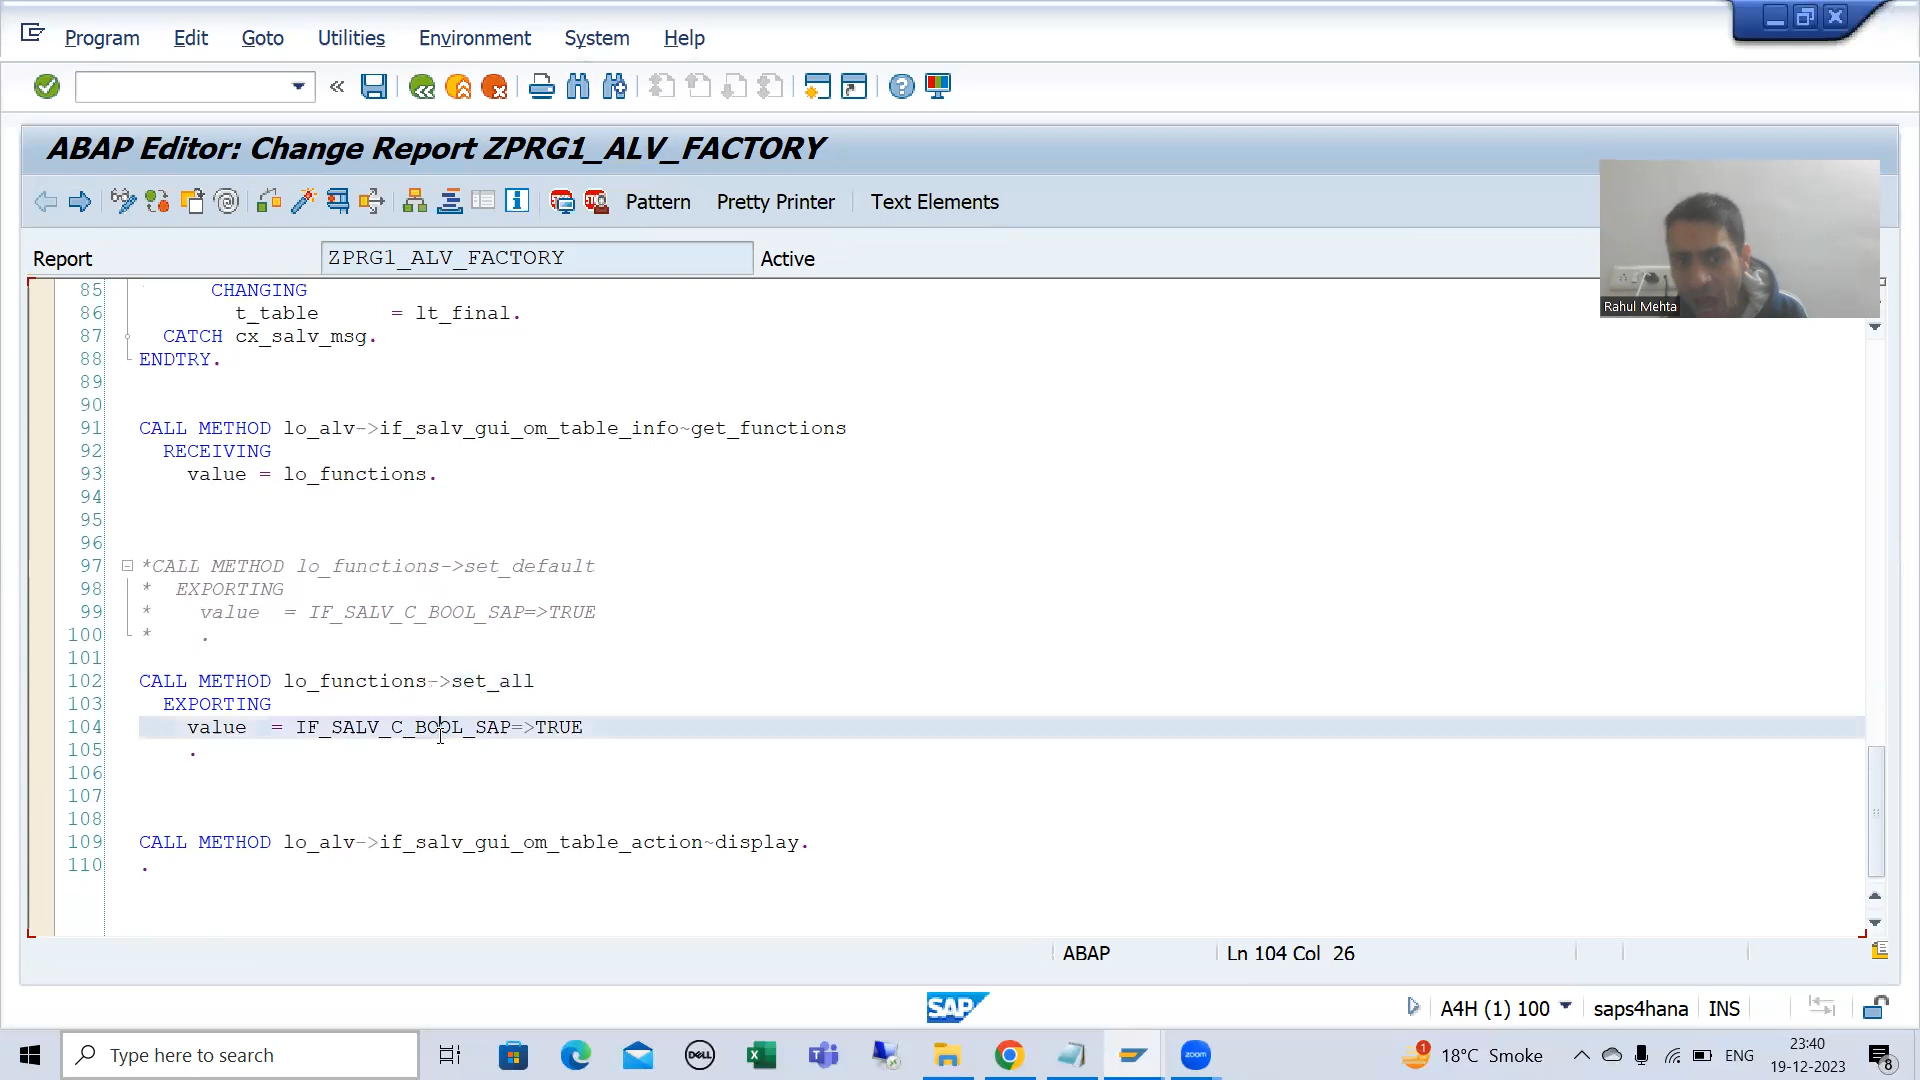 Program Edit Goto Utilities Environment System Help
«
ABAP Editor: Change Report ZPRG1_ALV_FACTORY
Pattern Pretty Printer Text Elements
Report ZPRG1_ALV_FACTORY Active
Rahul Mehta
85 CHANGING
86 t_table = lt_final.
87 CATCH cx_salv_msg.
88 ENDTRY.
89
90
91 CALL METHOD lo_alv->if_salv_gui_om_table_info~get_functions
92 RECEIVING
93 value = lo_functions.
94
95
96
97 *CALL METHOD lo_functions->set_default
98 * EXPORTING
99 * value = IF_SALV_C_BOOL_SAP=>TRUE
100 * .
101
102 CALL METHOD lo_functions->set_all
103 EXPORTING
104 value = IF_SALV_C_BOOL_SAP=>TRUE
105 .
106
107
108
109 CALL METHOD lo_alv->if_salv_gui_om_table_action~display.
110 .
ABAP Ln 104 Col 26
SAP A4H (1) 100 saps4hana INS
Type here to search DELL zoom 1 18°C Smoke ENG 23:40
19-12-2023 8